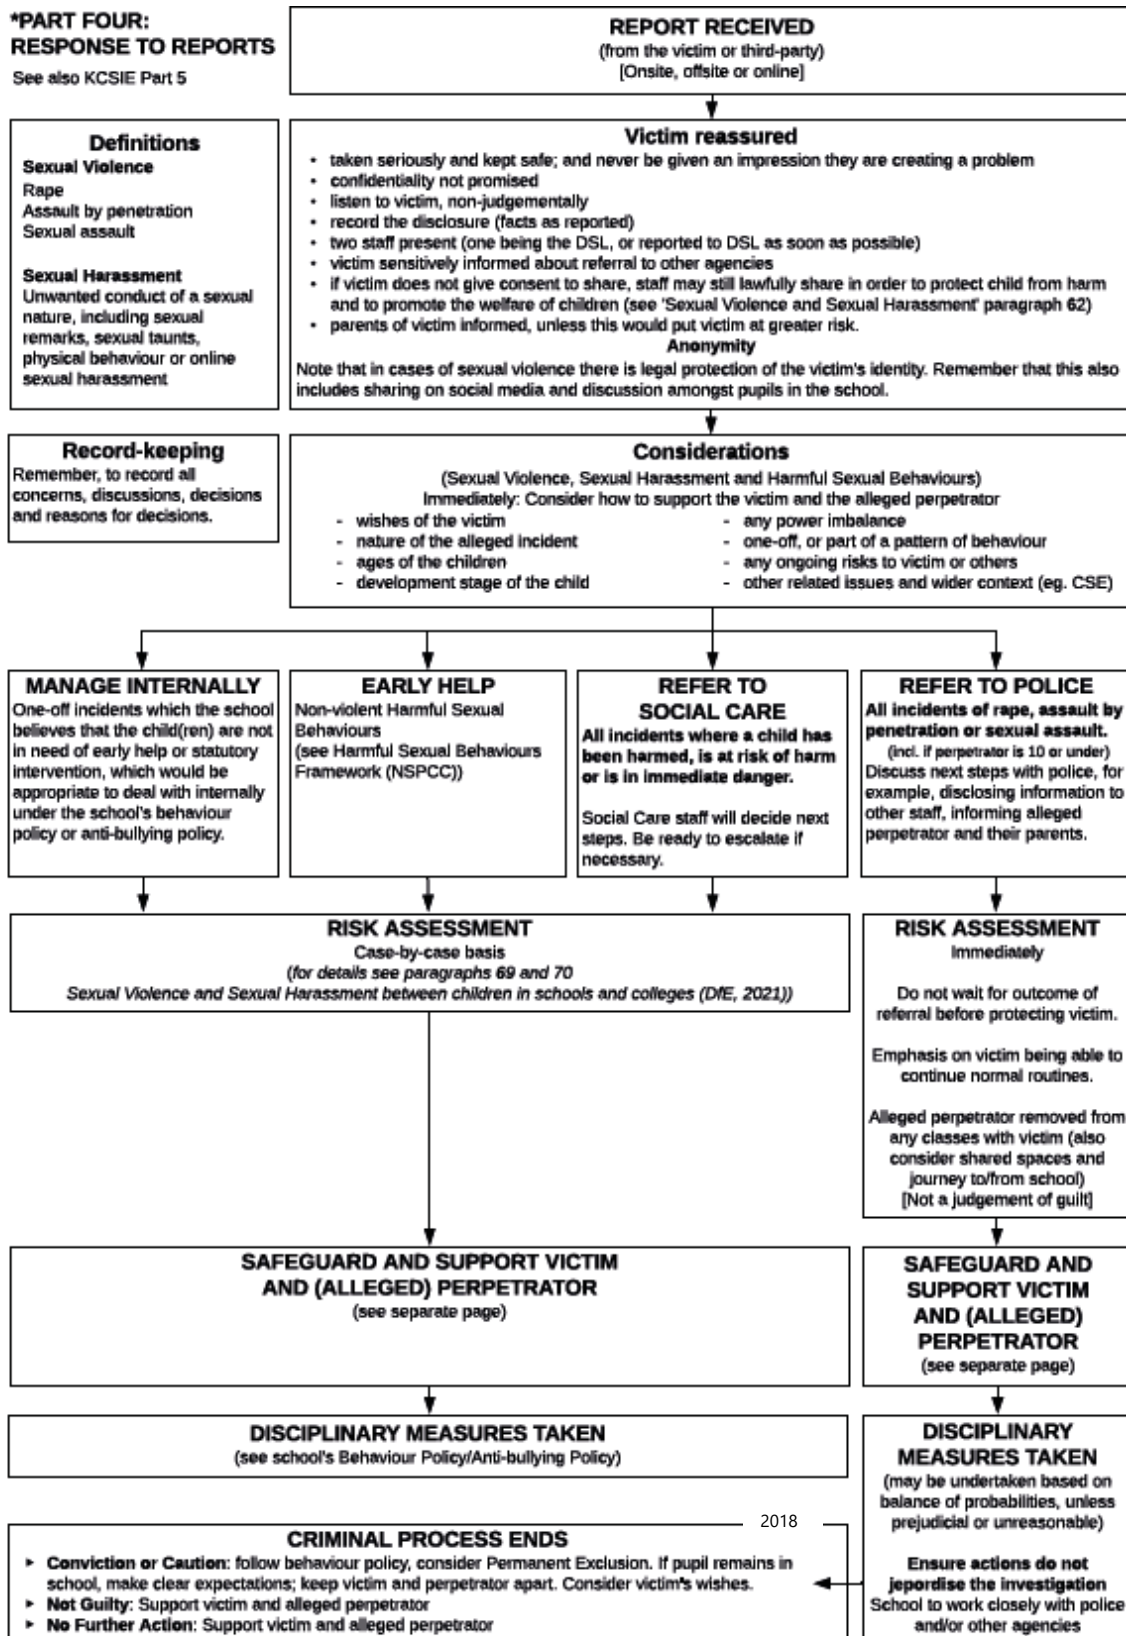 *PART FOUR:
RESPONSE TO REPORTS
See also KCSIE Part 5
REPORT RECEIVED
(from the victim or third-party)
[Onsite, offsite or online]
Definitions
Sexual Violence
Rape
Assault by penetration
Sexual assault
Sexual Harassment
Unwanted conduct of a sexual
nature, including sexual
remarks, sexual taunts,
physical behaviour or online
sexual harassment
Victim reassured
• taken seriously and kept safe; and never be given an impression they are creating a problem
• confidentiality not promised
• listen to victim, non-judgementally
• record the disclosure (facts as reported)
• two staff present (one being the DSL, or reported to DSL as soon as possible)
• victim sensitively informed about referral to other agencies
• if victim does not give consent to share, staff may still lawfully share in order to protect child from harm
and to promote the welfare of children (see 'Sexual Violence and Sexual Harassment' paragraph 62)
• parents of victim informed, unless this would put victim at greater risk.
Anonymity
Note that in cases of sexual violence there is legal protection of the victim's identity. Remember that this also
includes sharing on social media and discussion amongst pupils in the school.
Record-keeping
Remember, to record all
concerns, discussions, decisions
and reasons for decisions.
Considerations
(Sexual Violence, Sexual Harassment and Harmful Sexual Behaviours)
Immediately: Consider how to support the victim and the alleged perpetrator
- wishes of the victim
- nature of the alleged incident
- ages of the children
- development stage of the child
- any power imbalance
- one-off, or part of a pattern of behaviour
- any ongoing risks to victim or others
- other related issues and wider context (eg. CSE)
MANAGE INTERNALLY
One-off incidents which the school
believes that the child(ren) are not
in need of early help or statutory
intervention, which would be
appropriate to deal with internally
under the school's behaviour
policy or anti-bullying policy.
EARLY HELP
Non-violent Harmful Sexual
Behaviours
(see Harmful Sexual Behaviours
Framework (NSPCC))
REFER TO
SOCIAL CARE
All incidents where a child has
been harmed, is at risk of harm
or is in immediate danger.
Social Care staff will decide next
steps. Be ready to escalate if
necessary.
REFER TO POLICE
All incidents of rape, assault by
penetration or sexual assault.
(incl. if perpetrator is 10 or under)
Discuss next steps with police, for
example, disclosing information to
other staff, informing alleged
perpetrator and their parents.
RISK ASSESSMENT
Case-by-case basis
(for details see paragraphs 69 and 70
Sexual Violence and Sexual Harassment between children in schools and colleges (DfE, 2021))
RISK ASSESSMENT
Immediately
Do not wait for outcome of
referral before protecting victim.
Emphasis on victim being able to
continue normal routines.
Alleged perpetrator removed from
any classes with victim (also
consider shared spaces and
journey to/from school)
[Not a judgement of guilt]
SAFEGUARD AND SUPPORT VICTIM
AND (ALLEGED) PERPETRATOR
(see separate page)
SAFEGUARD AND
SUPPORT VICTIM
AND (ALLEGED)
PERPETRATOR
(see separate page)
DISCIPLINARY MEASURES TAKEN
(see school's Behaviour Policy/Anti-bullying Policy)
DISCIPLINARY
MEASURES TAKEN
(may be undertaken based on
balance of probabilities, unless
prejudicial or unreasonable)
Ensure actions do not
jepordise the investigation
School to work closely with police
and/or other agencies
2018
CRIMINAL PROCESS ENDS
► Conviction or Caution: follow behaviour policy, consider Permanent Exclusion. If pupil remains in
school, make clear expectations; keep victim and perpetrator apart. Consider victim's wishes.
► Not Guilty: Support victim and alleged perpetrator
► No Further Action: Support victim and alleged perpetrator